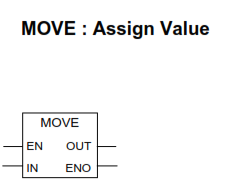 MOVE : Assign Value
MOVE
EN OUT
IN ENO